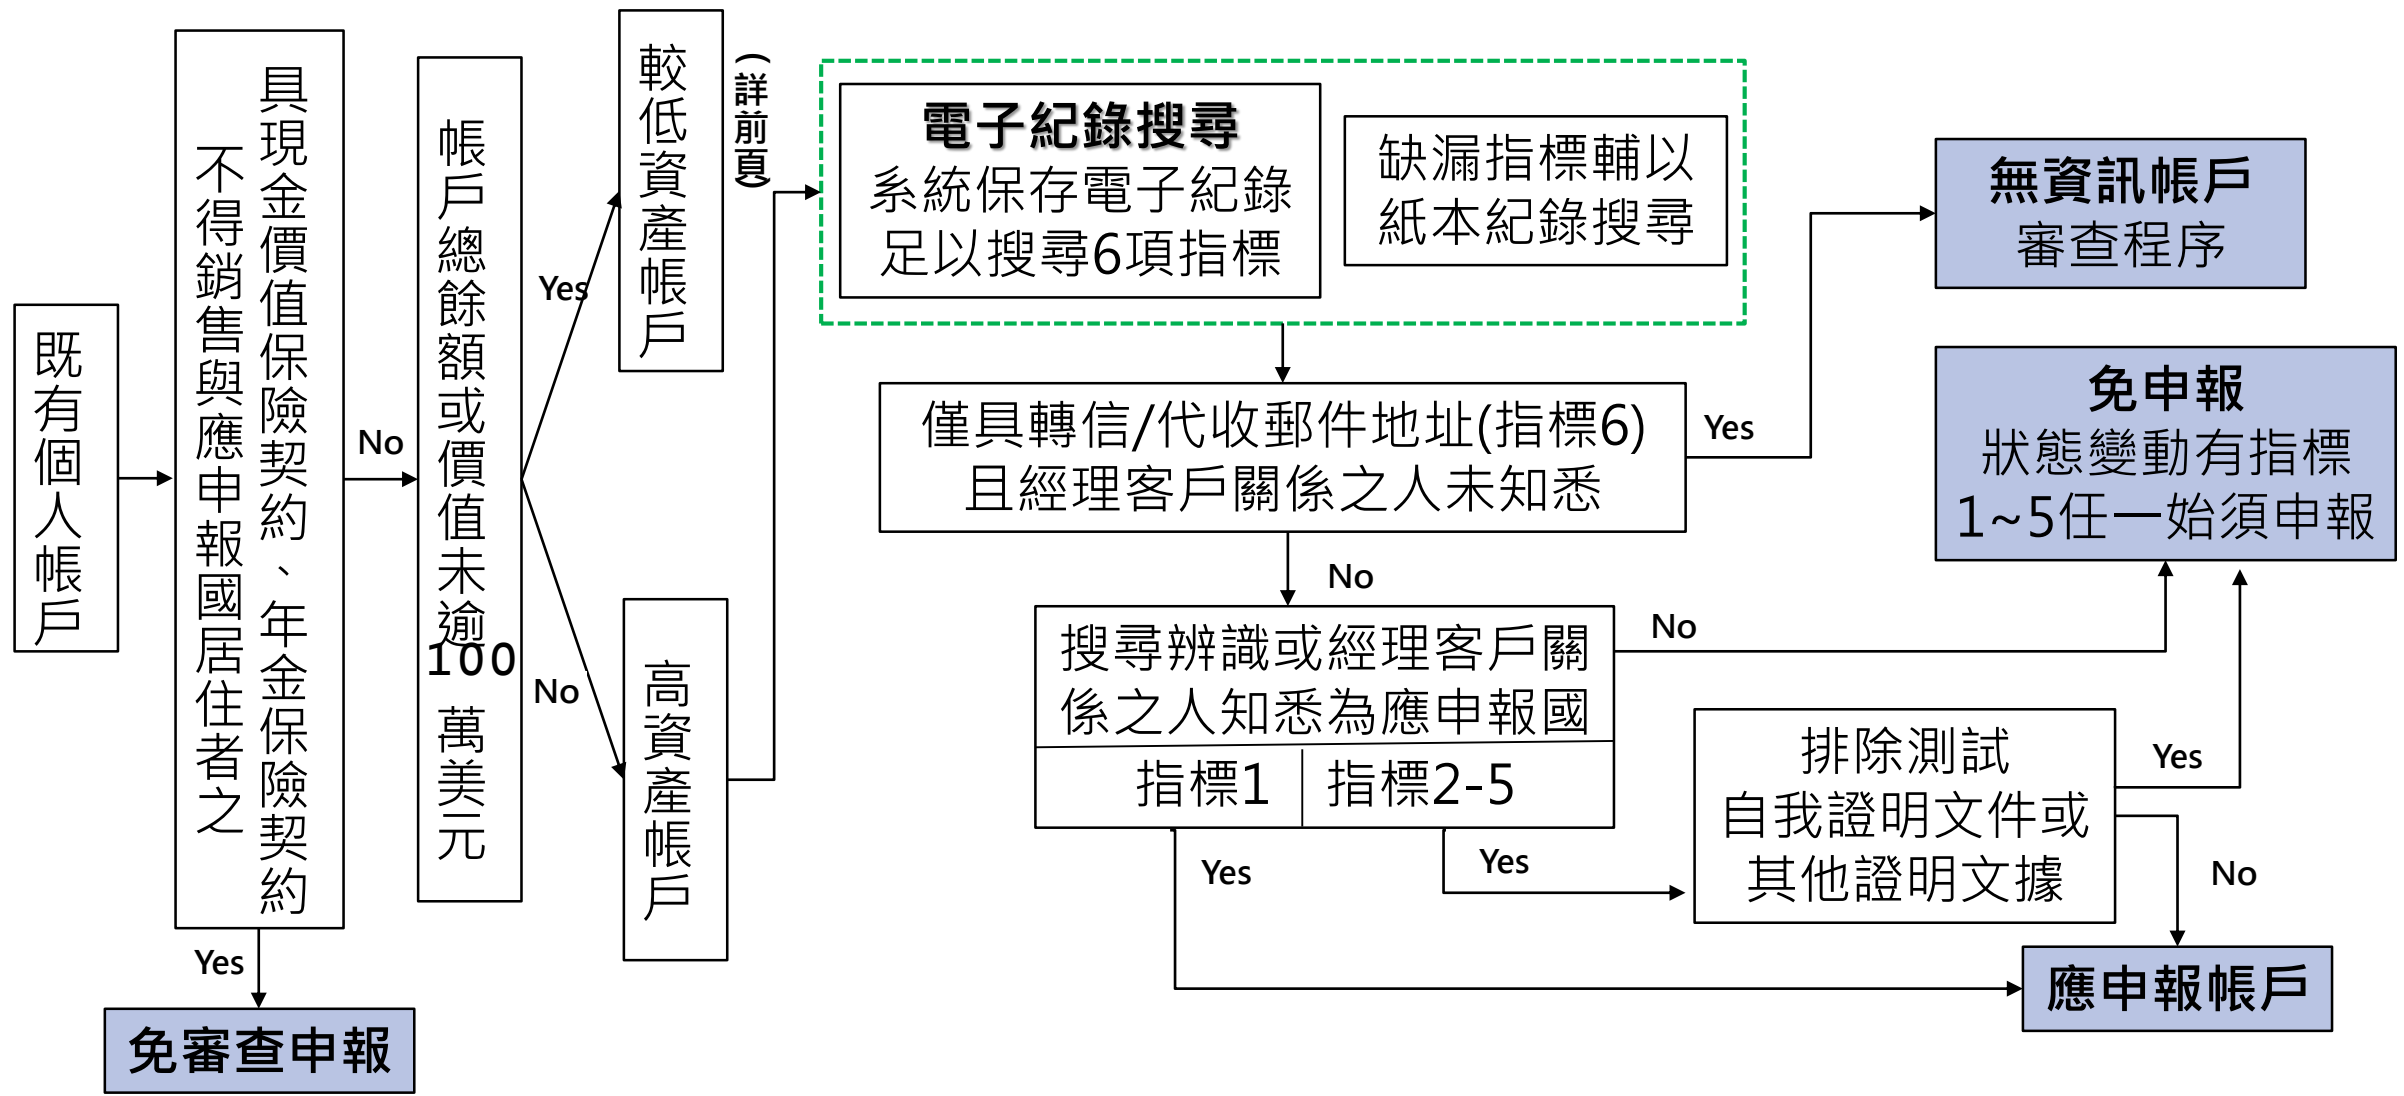 既有個人帳戶
不得銷售與應申報國居住者之
具現金價值保險契約、年金保險契約
Yes
免審查申報
No
帳戶總餘額或價值未逾
100
萬美元
Yes
較低資產帳戶
(詳前頁)
No
高資產帳戶
電子紀錄搜尋
系統保存電子紀錄
足以搜尋6項指標
缺漏指標輔以
紙本紀錄搜尋
僅具轉信/代收郵件地址(指標6)
且經理客戶關係之人未知悉
Yes
無資訊帳戶
審查程序
No
搜尋辨識或經理客戶關
係之人知悉為應申報國
指標1
指標2-5
No
免申報
狀態變動有指標
1~5任一始須申報
Yes
Yes
排除測試
自我證明文件或
其他證明文據
Yes
No
應申報帳戶